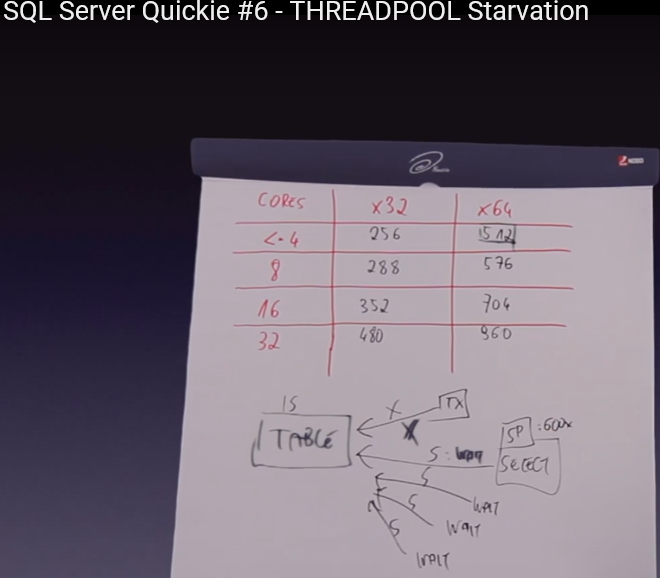 SQL Server Quickie #6 - THREADPOOL Starvation
CORES x32 x64
<=4 256 512
8 288 576
16 352 704
32 480 960
IS
X
TX
TABLE
X
SP :600x
S: WAIT
SELECT
S
S WAIT
S WAIT
WAIT